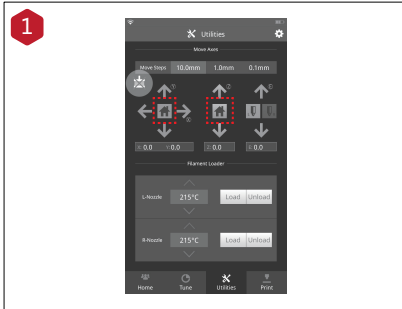 1
Utilities
Move Axes
Move Steps 10.0mm 1.0mm 0.1mm
Y Z E
X
X: 0.0 Y: 0.0 Z: 0.0 E: 0.0
Filament Loader
L-Nozzle 215°C Load Unload
R-Nozzle 215°C Load Unload
Home Tune Utilities Print